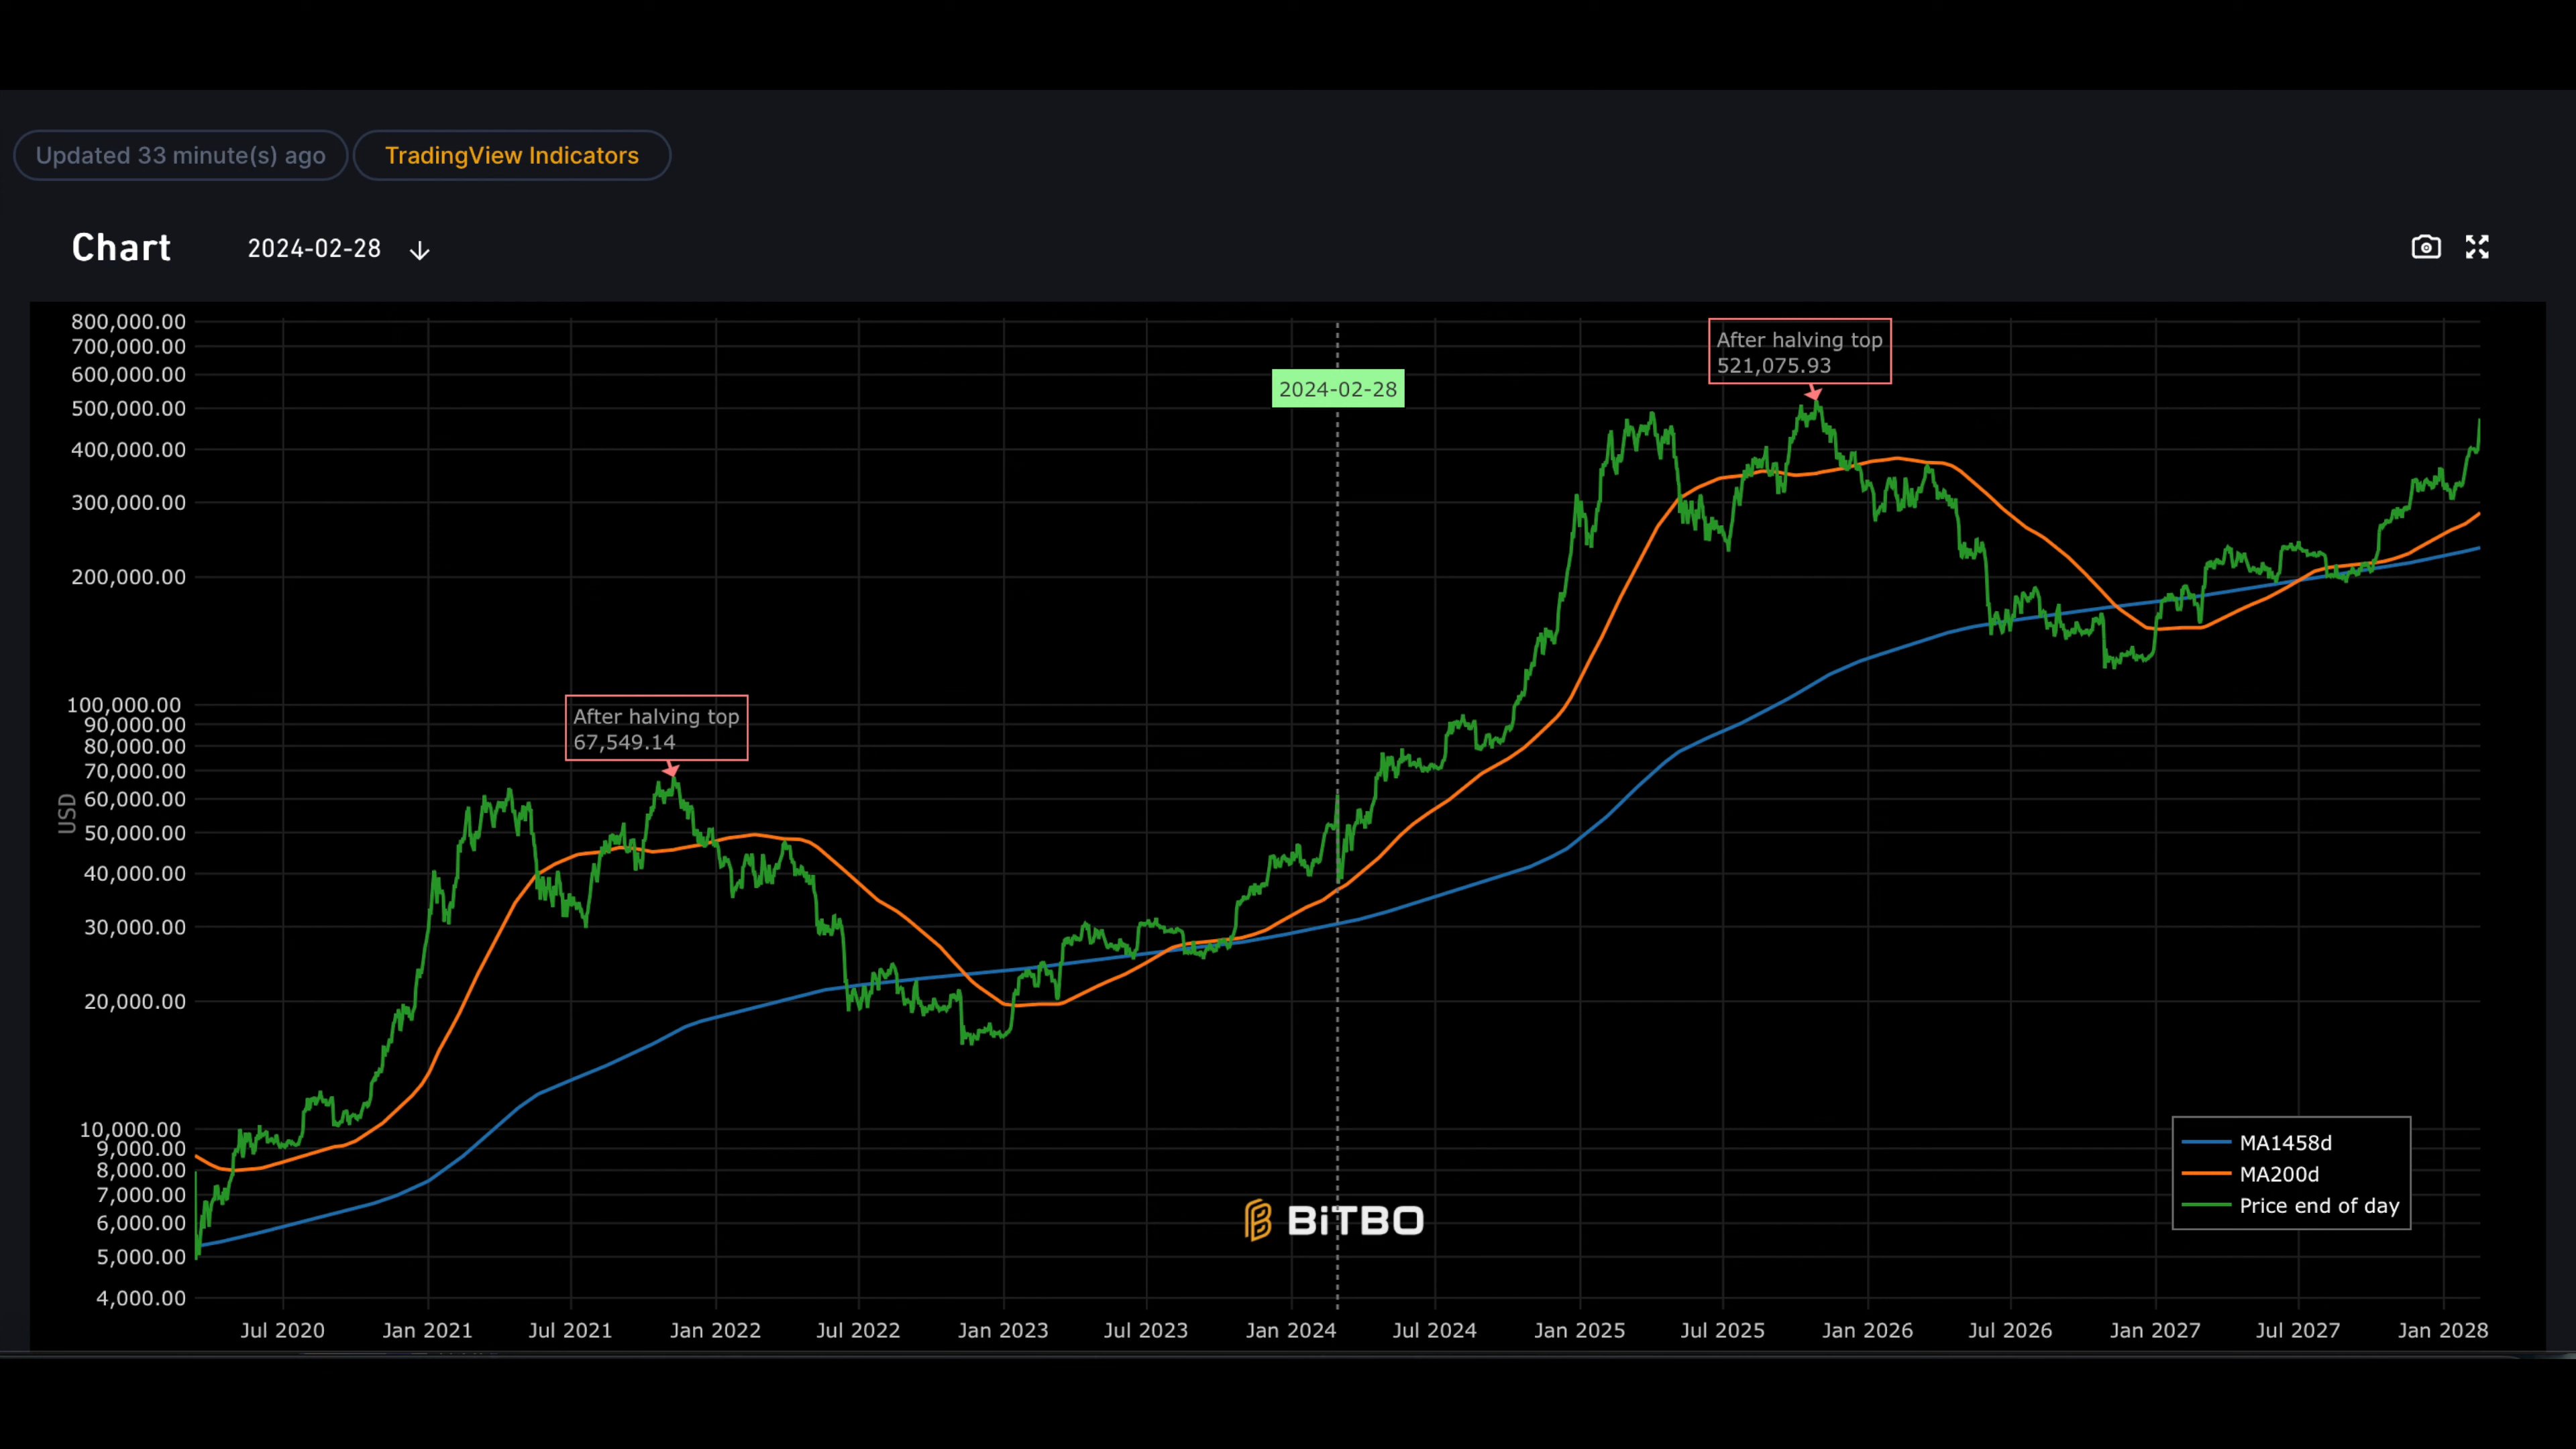 Updated 33 minute(s) ago
TradingView Indicators
Chart
2024-02-28
800,000.00
700,000.00
600,000.00
500,000.00
400,000.00
300,000.00
200,000.00
100,000.00
90,000.00
80,000.00
70,000.00
60,000.00
50,000.00
40,000.00
30,000.00
20,000.00
10,000.00
9,000.00
8,000.00
7,000.00
6,000.00
5,000.00
4,000.00
USD
After halving top
67,549.14
2024-02-28
After halving top
521,075.93
BiTBO
MA1458d
MA200d
Price end of day
Jul 2020
Jan 2021
Jul 2021
Jan 2022
Jul 2022
Jan 2023
Jul 2023
Jan 2024
Jul 2024
Jan 2025
Jul 2025
Jan 2026
Jul 2026
Jan 2027
Jul 2027
Jan 2028